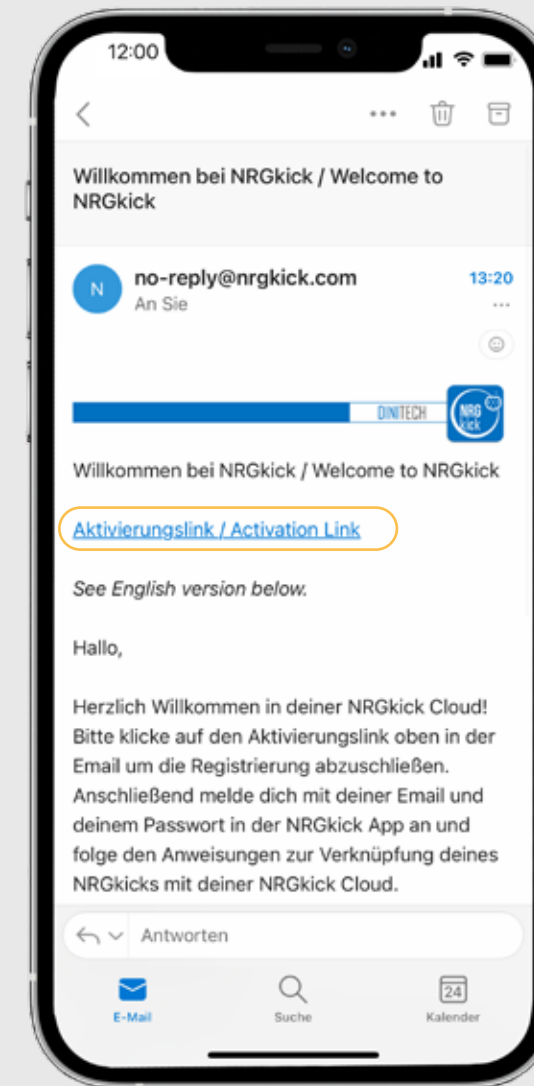 12:00
Willkommen bei NRGkick / Welcome to
NRGkick
N
no-reply@nrgkick.com
13:20
An Sie
DINITECH
NRG
kick
Willkommen bei NRGkick / Welcome to NRGkick
Aktivierungslink / Activation Link
See English version below.
Hallo,
Herzlich Willkommen in deiner NRGkick Cloud!
Bitte klicke auf den Aktivierungslink oben in der
Email um die Registrierung abzuschließen.
Anschließend melde dich mit deiner Email und
deinem Passwort in der NRGkick App an und
folge den Anweisungen zur Verknüpfung deines
NRGkicks mit deiner NRGkick Cloud.
Antworten
24
E-Mail
Suche
Kalender